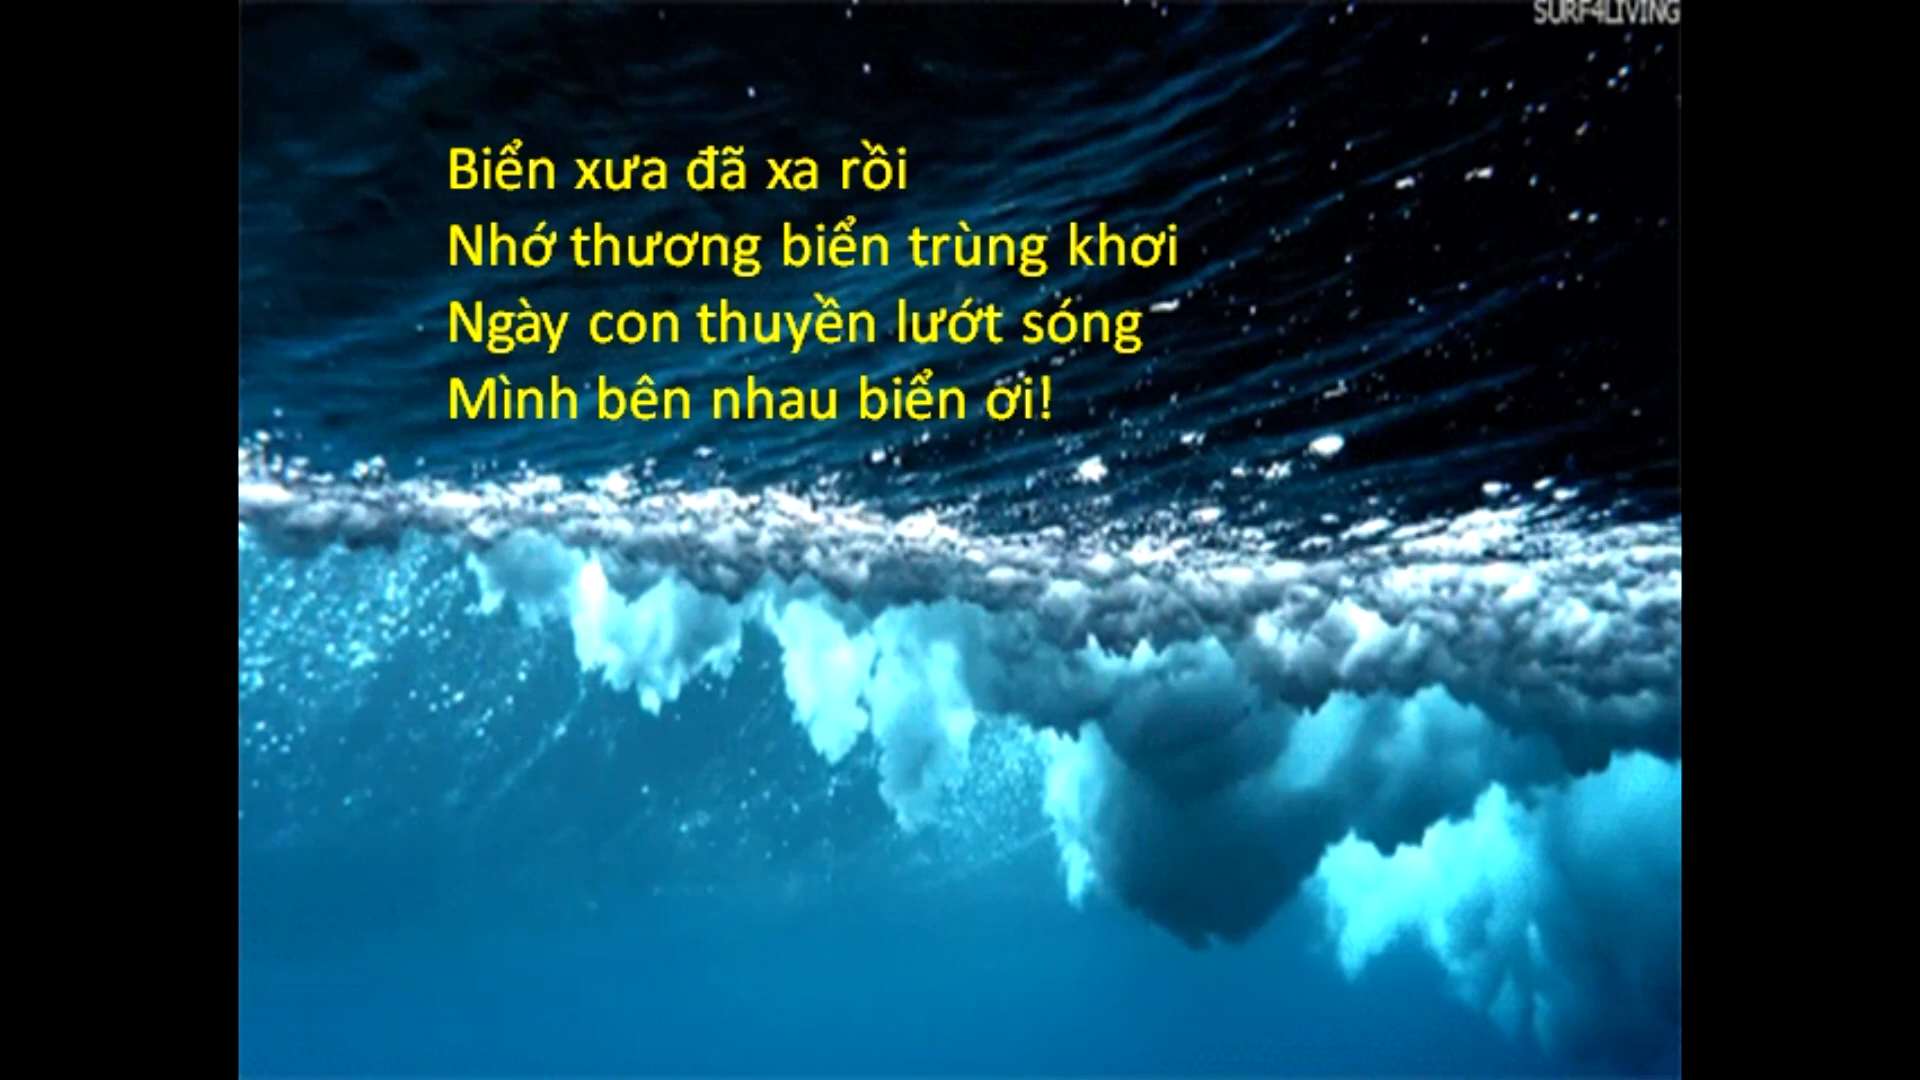 SURF4LIVING
Biển xưa đã xa rồi
Nhớ thương biển trùng khơi
Ngày con thuyền lướt sóng
Mình bên nhau biển ơi!